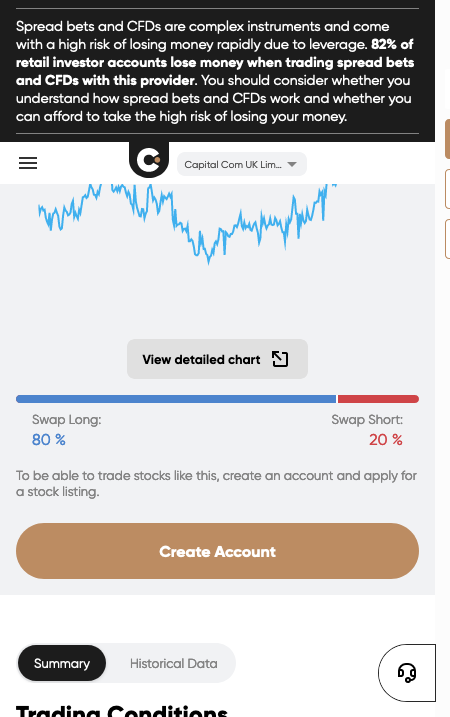 Spread bets and CFDs are complex instruments and come
with a high risk of losing money rapidly due to leverage. 82% of
retail investor accounts lose money when trading spread bets
and CFDs with this provider. You should consider whether you
understand how spread bets and CFDs work and whether you
can afford to take the high risk of losing your money.
Capital Com UK Lim...
View detailed chart
Swap Long:
Swap Short:
80 %
20 %
To be able to trade stocks like this, create an account and apply for
a stock listing.
Create Account
Summary
Historical Data
Trading Conditions